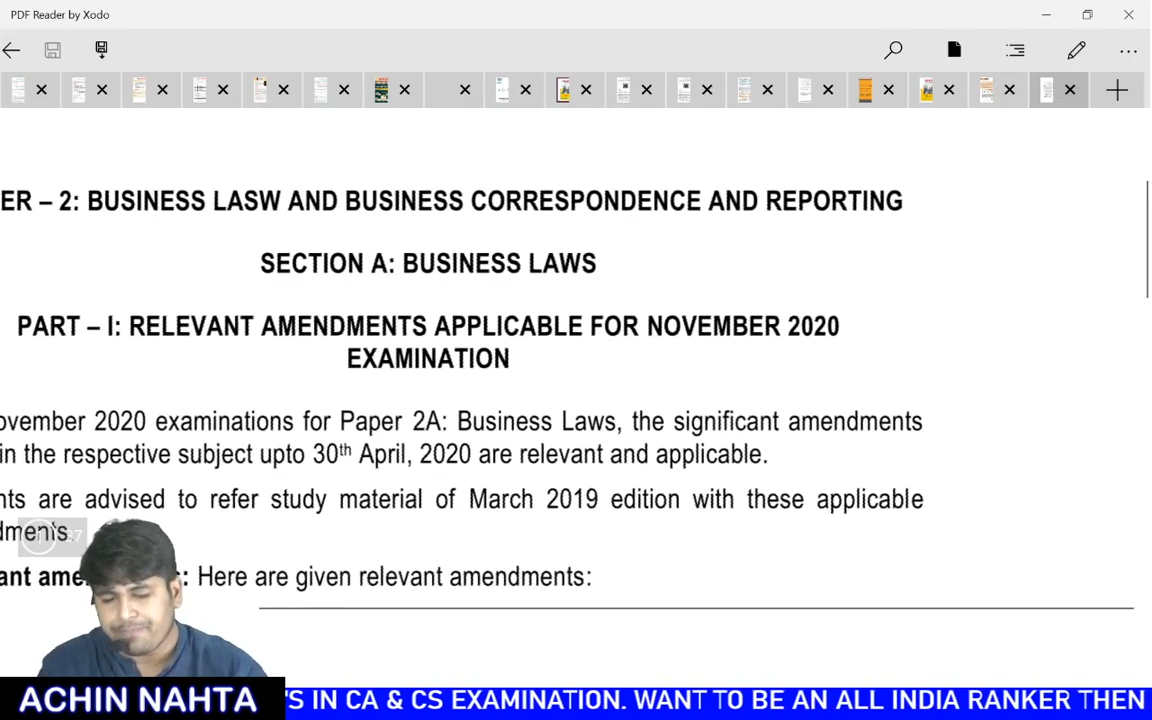 PDF Reader by Xodo
ER – 2: BUSINESS LASW AND BUSINESS CORRESPONDENCE AND REPORTING
SECTION A: BUSINESS LAWS
PART – I: RELEVANT AMENDMENTS APPLICABLE FOR NOVEMBER 2020
EXAMINATION
ovember 2020 examinations for Paper 2A: Business Laws, the significant amendments
in the respective subject upto 30th April, 2020 are relevant and applicable.
nts are advised to refer study material of March 2019 edition with these applicable
dments.
ant ame : Here are given relevant amendments:
ACHIN NAHTA
'S IN CA & CS EXAMINATION. WANT TO BE AN ALL INDIA RANKER THEN